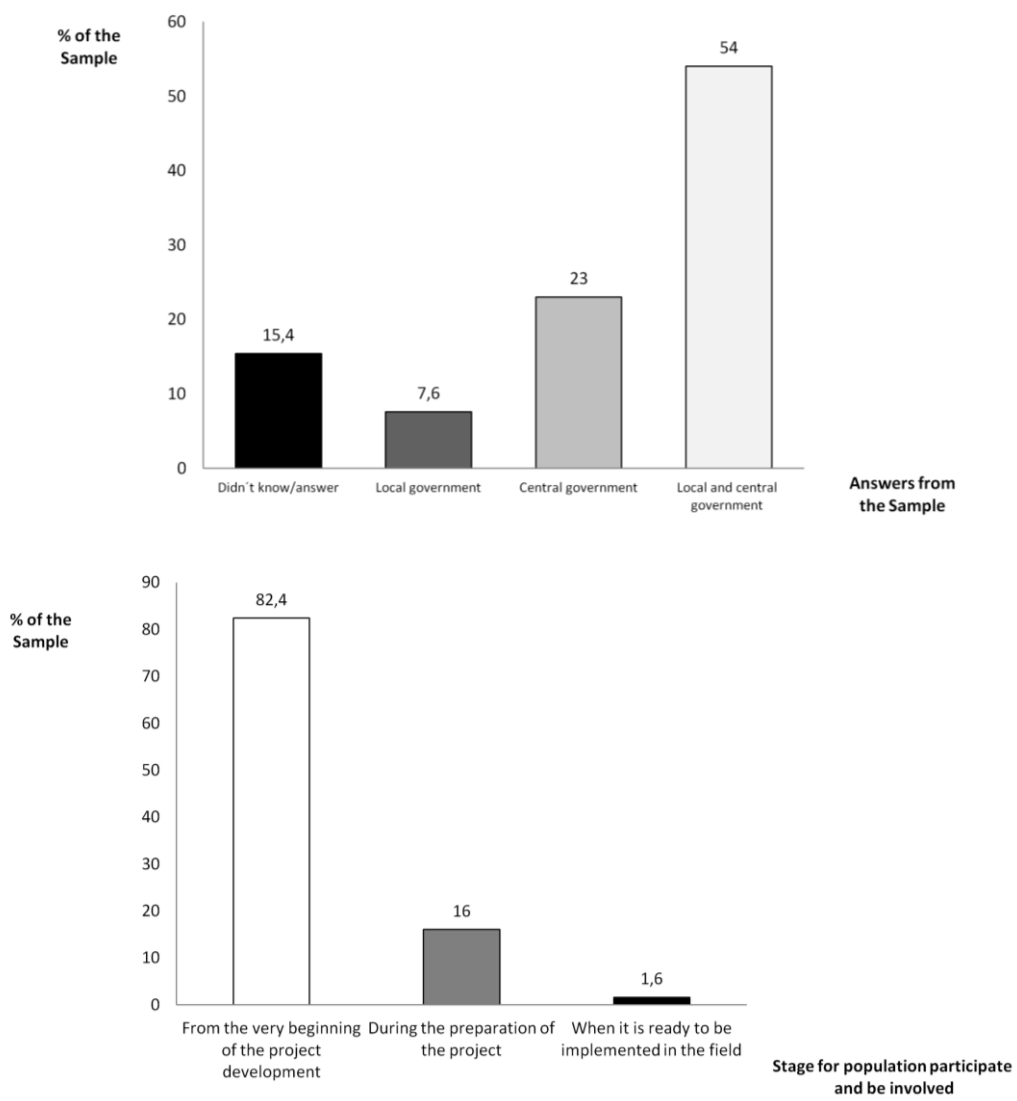 % of the
Sample
60
50
40
30
20
10
0
15,4
7,6
23
54
Didn´t know/answer
Local government
Central government
Local and central
government
Answers from
the Sample
% of the
Sample
90
80
70
60
50
40
30
20
10
0
82,4
16
1,6
From the very beginning
of the project
development
During the preparation of
the project
When it is ready to be
implemented in the field
Stage for population participate
and be involved